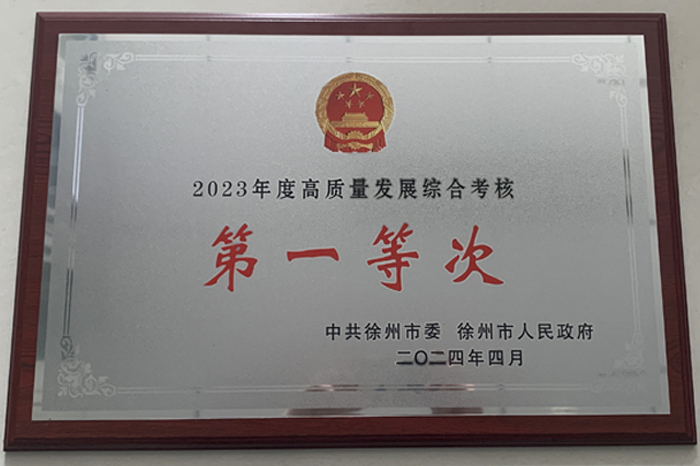 2023年度高质量发展综合考核
第一等次
中共徐州市委 徐州市人民政府
二〇二四年四月